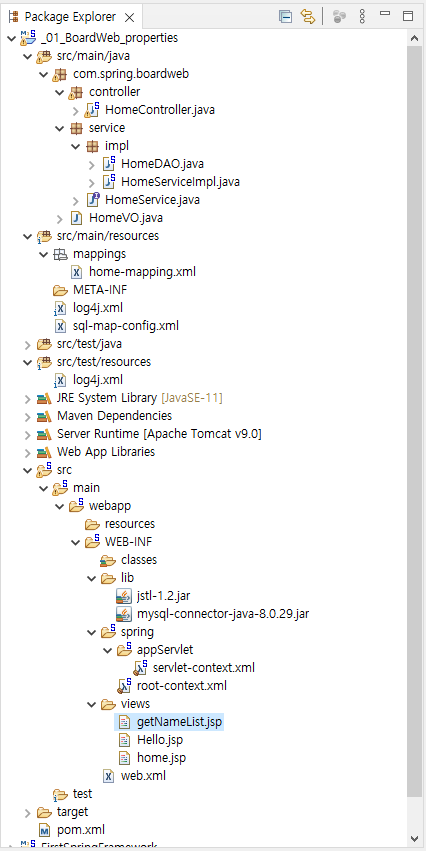 Package Explorer
_01_BoardWeb_properties
src/main/java
com.spring.boardweb
controller
HomeController.java
service
impl
HomeDAO.java
HomeServiceImpl.java
HomeService.java
HomeVO.java
src/main/resources
mappings
home-mapping.xml
META-INF
log4j.xml
sql-map-config.xml
src/test/java
src/test/resources
log4j.xml
JRE System Library [JavaSE-11]
Maven Dependencies
Server Runtime [Apache Tomcat v9.0]
Web App Libraries
src
main
webapp
resources
WEB-INF
classes
lib
jstl-1.2.jar
mysql-connector-java-8.0.29.jar
spring
appServlet
servlet-context.xml
root-context.xml
views
getNameList.jsp
Hello.jsp
home.jsp
web.xml
test
target
pom.xml
FirstSpringFramework